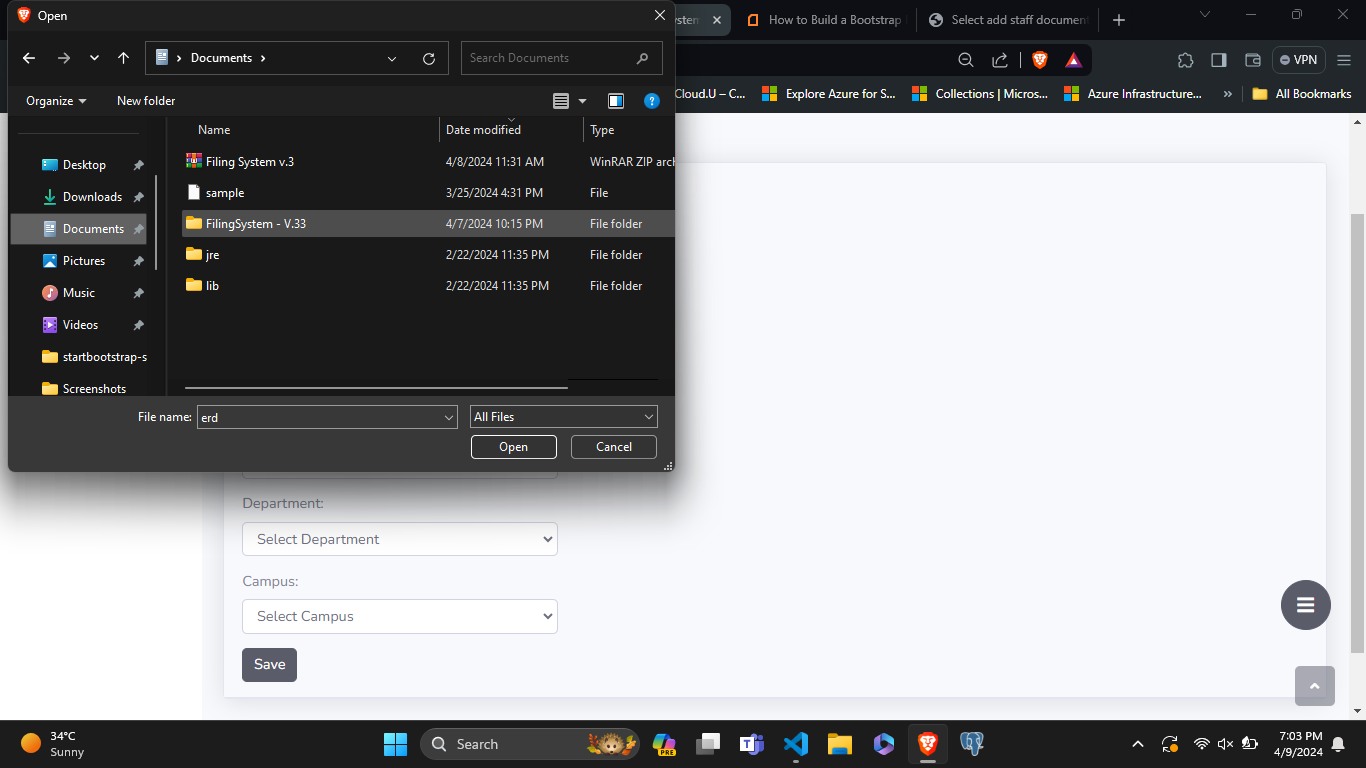 Open
Documents
Search Documents
Organize
New folder
Name
Date modified
Type
Desktop
Downloads
Documents
Pictures
Music
Videos
startbootstrap-s
Screenshots
Filing System v.3
4/8/2024 11:31 AM
WinRAR ZIP arch
sample
3/25/2024 4:31 PM
File
FilingSystem - V.33
4/7/2024 10:15 PM
File folder
jre
2/22/2024 11:35 PM
File folder
lib
2/22/2024 11:35 PM
File folder
File name:
erd
All Files
Open
Cancel
System
How to Build a Bootstrap
Select add staff document
VPN
Cloud.U – C...
Explore Azure for S...
Collections | Micros...
Azure Infrastructure...
»
All Bookmarks
Department:
Select Department
Campus:
Select Campus
Save
34°C
Sunny
Search
PRE
7:03 PM
4/9/2024